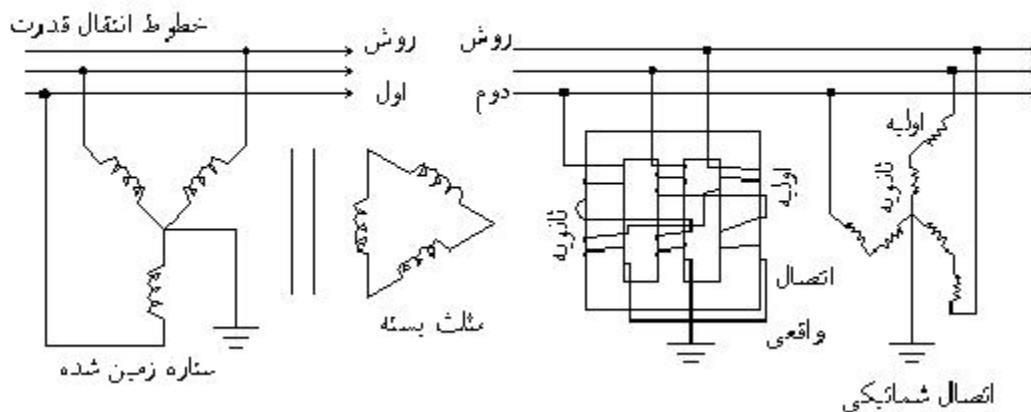 خطوط انتقال قدرت
روش
اول
روش
دوم
اولیه
ثانویه
اولیه
ثانویه
اتصال
واقعی
مثلث بسته
ستاره زمین شده
اتصال شماتیکی